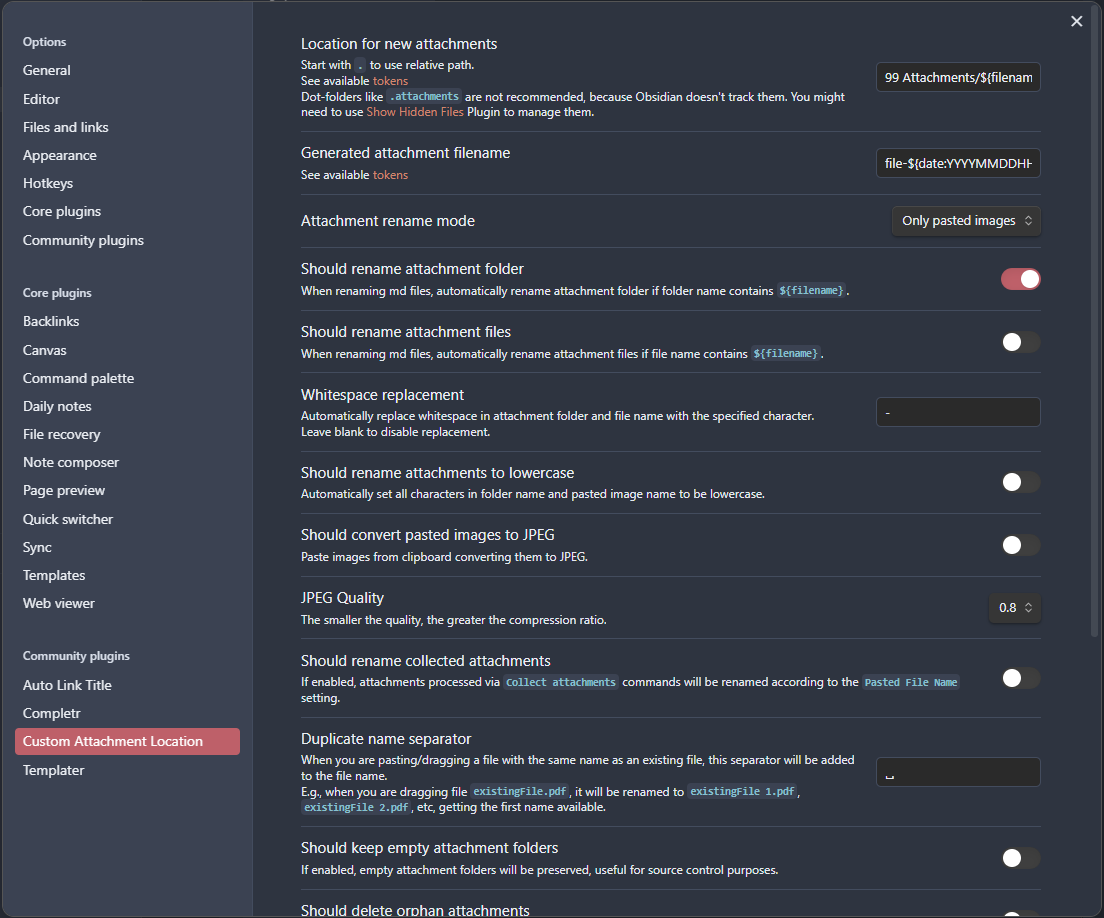 Options
General
Editor
Files and links
Appearance
Hotkeys
Core plugins
Community plugins
Core plugins
Backlinks
Canvas
Command palette
Daily notes
File recovery
Note composer
Page preview
Quick switcher
Sync
Templates
Web viewer
Community plugins
Auto Link Title
Completr
Custom Attachment Location
Templater
Location for new attachments
Start with . to use relative path.
See available tokens
Dot-folders like .attachments are not recommended, because Obsidian doesn't track them. You might
need to use Show Hidden Files Plugin to manage them.
99 Attachments/${filenam
Generated attachment filename
See available tokens
file-${date:YYYYMMDDHH
Attachment rename mode
Only pasted images
Should rename attachment folder
When renaming md files, automatically rename attachment folder if folder name contains ${filename}.
Should rename attachment files
When renaming md files, automatically rename attachment files if file name contains ${filename}.
Whitespace replacement
Automatically replace whitespace in attachment folder and file name with the specified character.
Leave blank to disable replacement.
-
Should rename attachments to lowercase
Automatically set all characters in folder name and pasted image name to be lowercase.
Should convert pasted images to JPEG
Paste images from clipboard converting them to JPEG.
JPEG Quality
The smaller the quality, the greater the compression ratio.
0.8
Should rename collected attachments
If enabled, attachments processed via Collect attachments commands will be renamed according to the Pasted File Name
setting.
Duplicate name separator
When you are pasting/dragging a file with the same name as an existing file, this separator will be added
to the file name.
E.g., when you are dragging file existingFile.pdf, it will be renamed to existingFile 1.pdf,
existingFile 2.pdf, etc, getting the first name available.
␣
Should keep empty attachment folders
If enabled, empty attachment folders will be preserved, useful for source control purposes.
Should delete orphan attachments